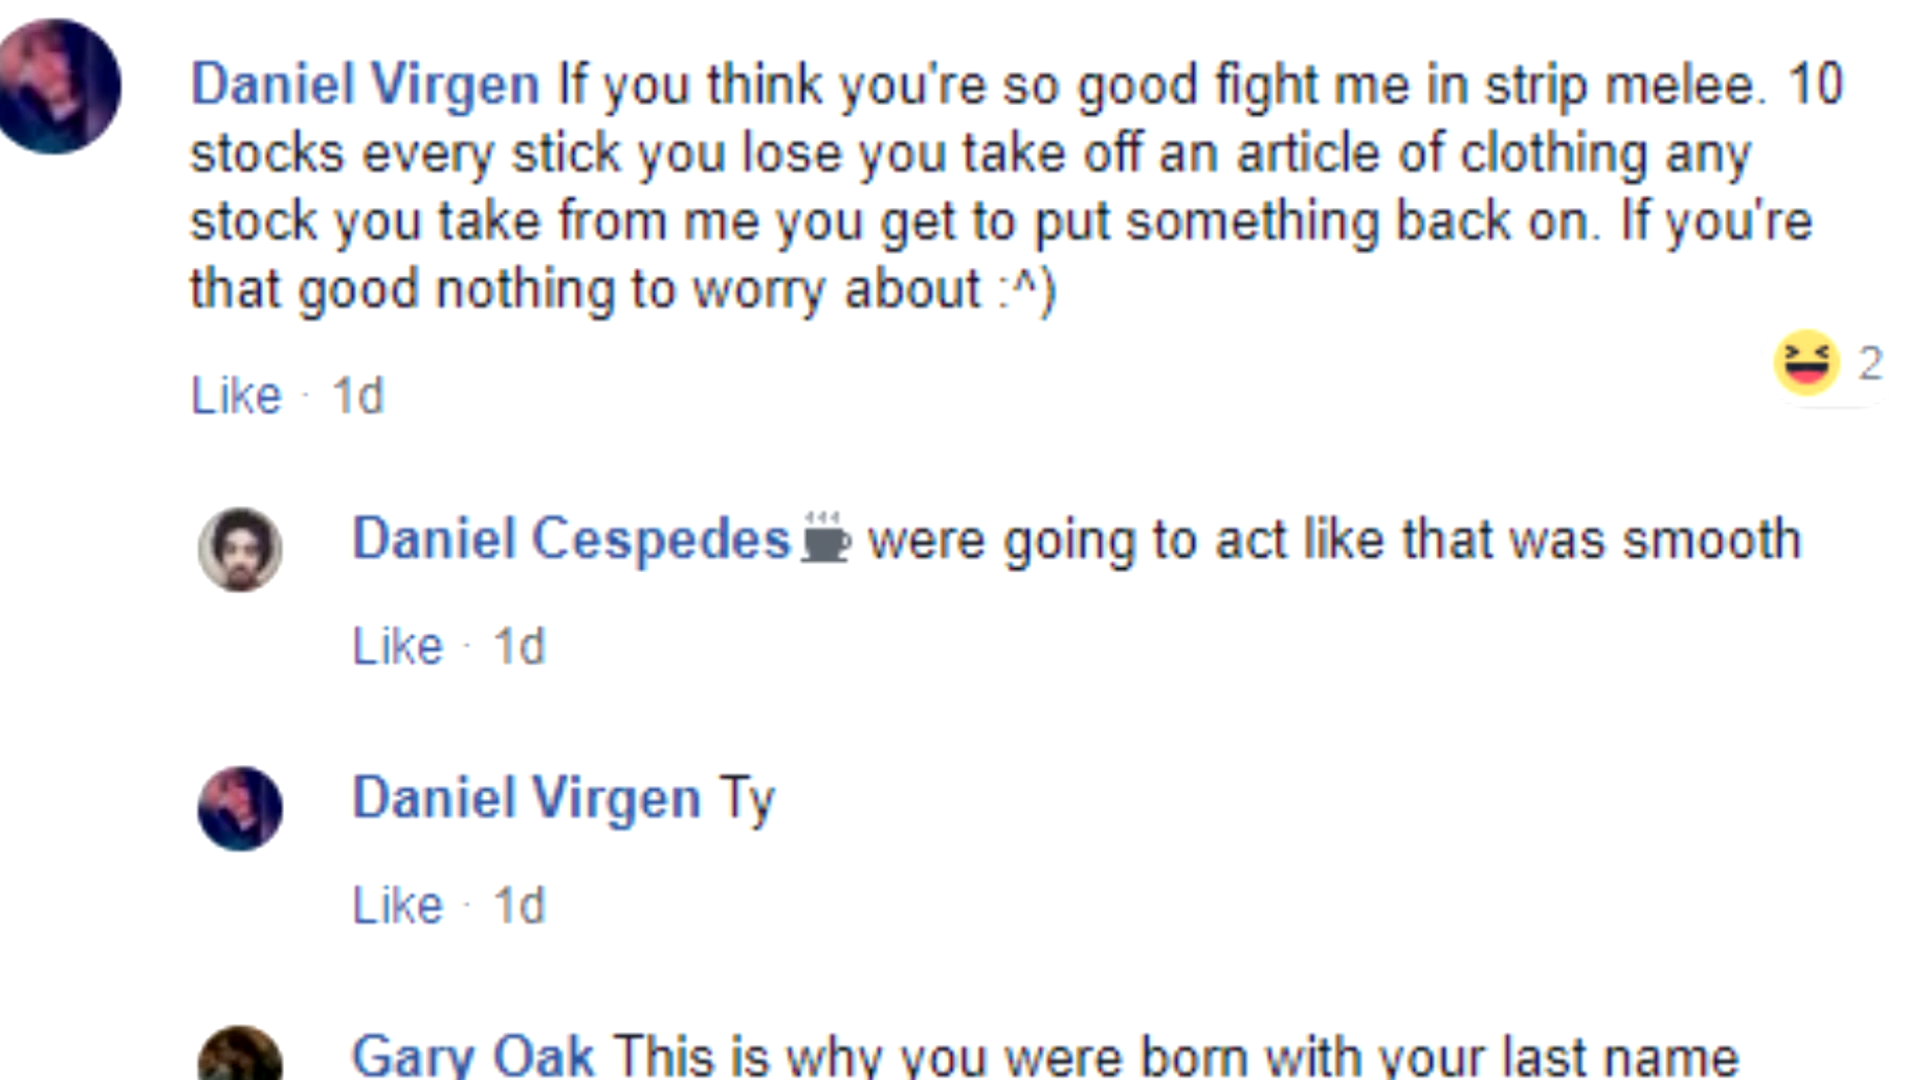 Daniel Virgen If you think you're so good fight me in strip melee. 10
stocks every stick you lose you take off an article of clothing any
stock you take from me you get to put something back on. If you're
that good nothing to worry about :^)
2
Like · 1d
Daniel Cespedes were going to act like that was smooth
Like · 1d
Daniel Virgen Ty
Like · 1d
Gary Oak This is why you were born with your last name